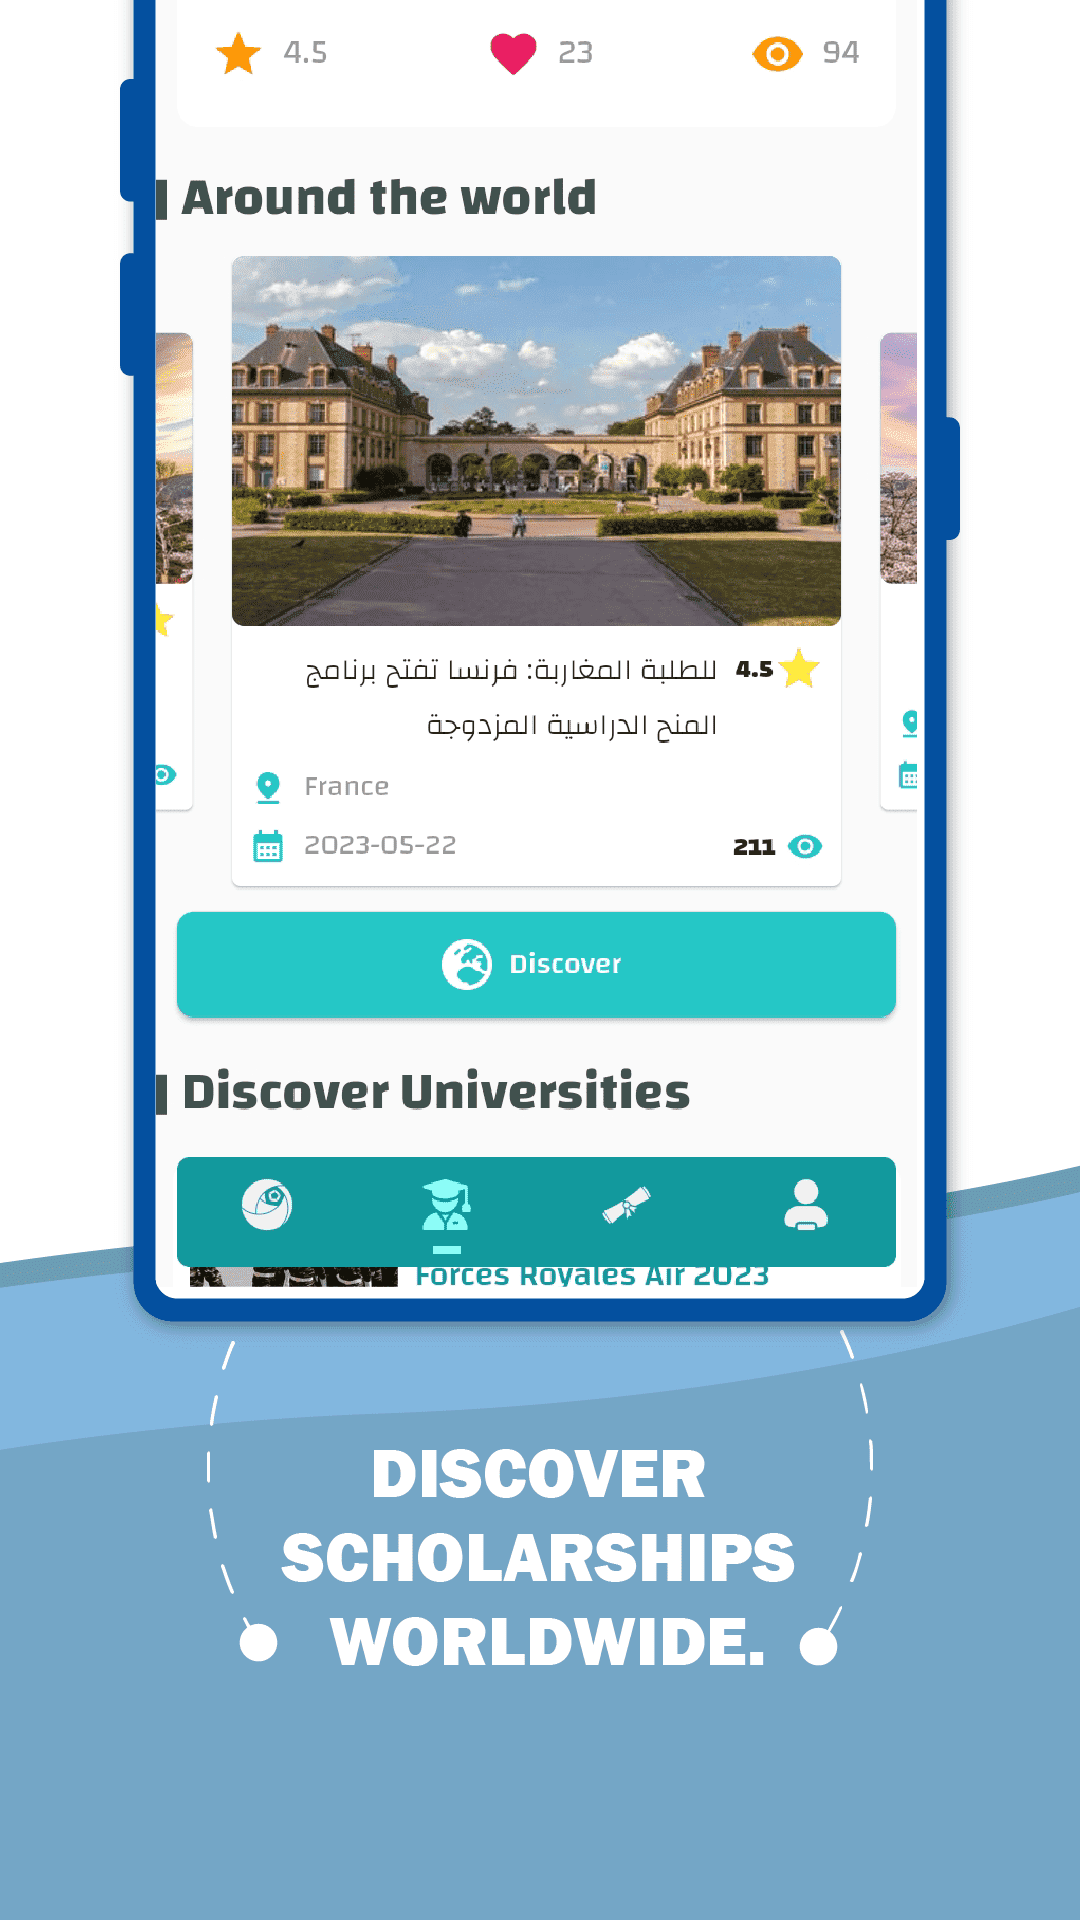 4.5 23 94
Around the world
للطلبة المغاربة: فرنسا تفتح برنامج 4.5
المنح الدراسية المزدوجة
France
2023-05-22 211
Discover
Discover Universities
Forces Royales Air 2023
DISCOVER
SCHOLARSHIPS
WORLDWIDE.